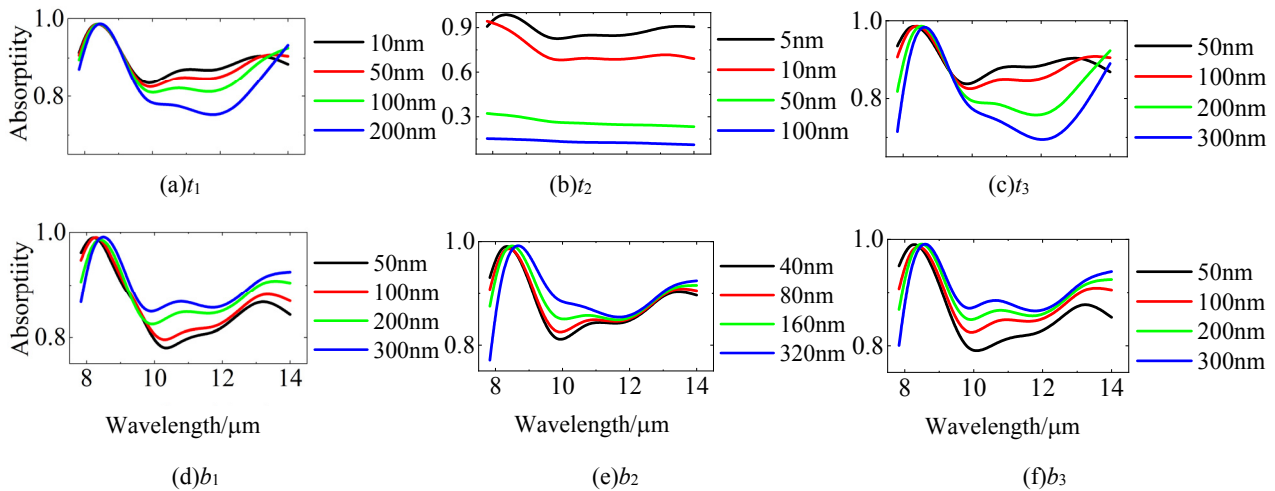 Absorptiity
1.0
0.8
10nm
50nm
100nm
200nm
(a)t₁
0.9
0.6
0.3
5nm
10nm
50nm
100nm
(b)t₂
1.0
0.8
50nm
100nm
200nm
300nm
(c)t₃
Absorptiity
1.0
0.8
8 10 12 14
50nm
100nm
200nm
300nm
Wavelength/μm
(d)b₁
1.0
0.8
8 10 12 14
40nm
80nm
160nm
320nm
Wavelength/μm
(e)b₂
1.0
0.8
8 10 12 14
50nm
100nm
200nm
300nm
Wavelength/μm
(f)b₃